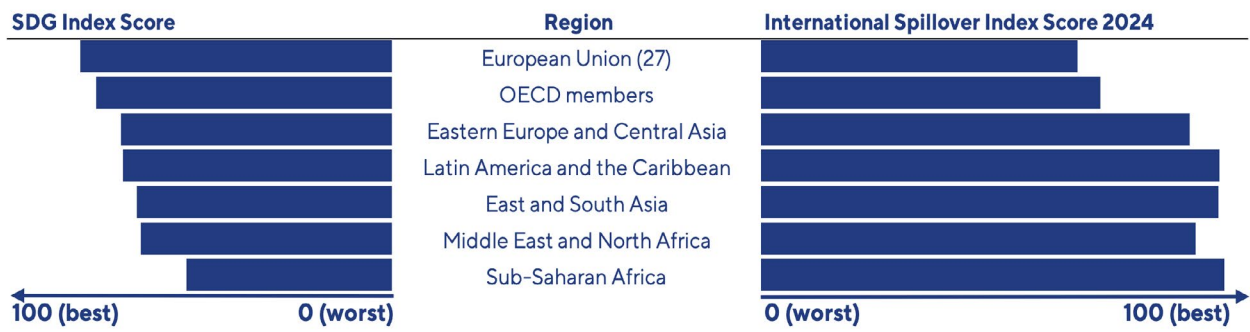 SDG Index Score Region International Spillover Index Score 2024
European Union (27)
OECD members
Eastern Europe and Central Asia
Latin America and the Caribbean
East and South Asia
Middle East and North Africa
Sub-Saharan Africa
100 (best) 0 (worst) 0 (worst) 100 (best)